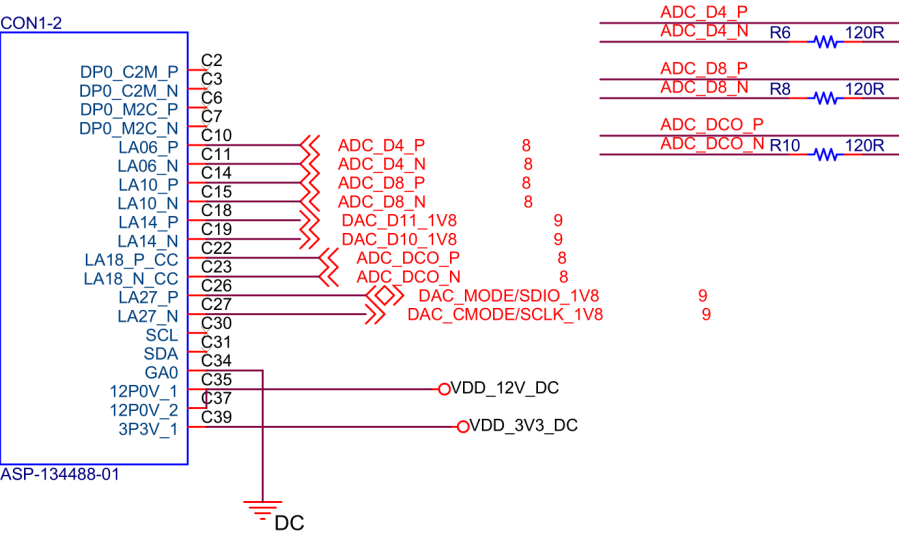 CON1-2
DP0_C2M_P C2
DP0_C2M_N C3
DP0_M2C_P C6
DP0_M2C_N C7
LA06_P C10 ADC_D4_P 8
LA06_N C11 ADC_D4_N 8
LA10_P C14 ADC_D8_P 8
LA10_N C15 ADC_D8_N 8
LA14_P C18 DAC_D11_1V8 9
LA14_N C19 DAC_D10_1V8 9
LA18_P_CC C22 ADC_DCO_P 8
LA18_N_CC C23 ADC_DCO_N 8
LA27_P C26 DAC_MODE/SDIO_1V8 9
LA27_N C27 DAC_CMODE/SCLK_1V8 9
SCL C30
SDA C31
GA0 C34
12P0V_1 C35 VDD_12V_DC
12P0V_2 C37
3P3V_1 C39 VDD_3V3_DC
ASP-134488-01
DC
ADC_D4_P
ADC_D4_N R6 120R
ADC_D8_P
ADC_D8_N R8 120R
ADC_DCO_P
ADC_DCO_N R10 120R